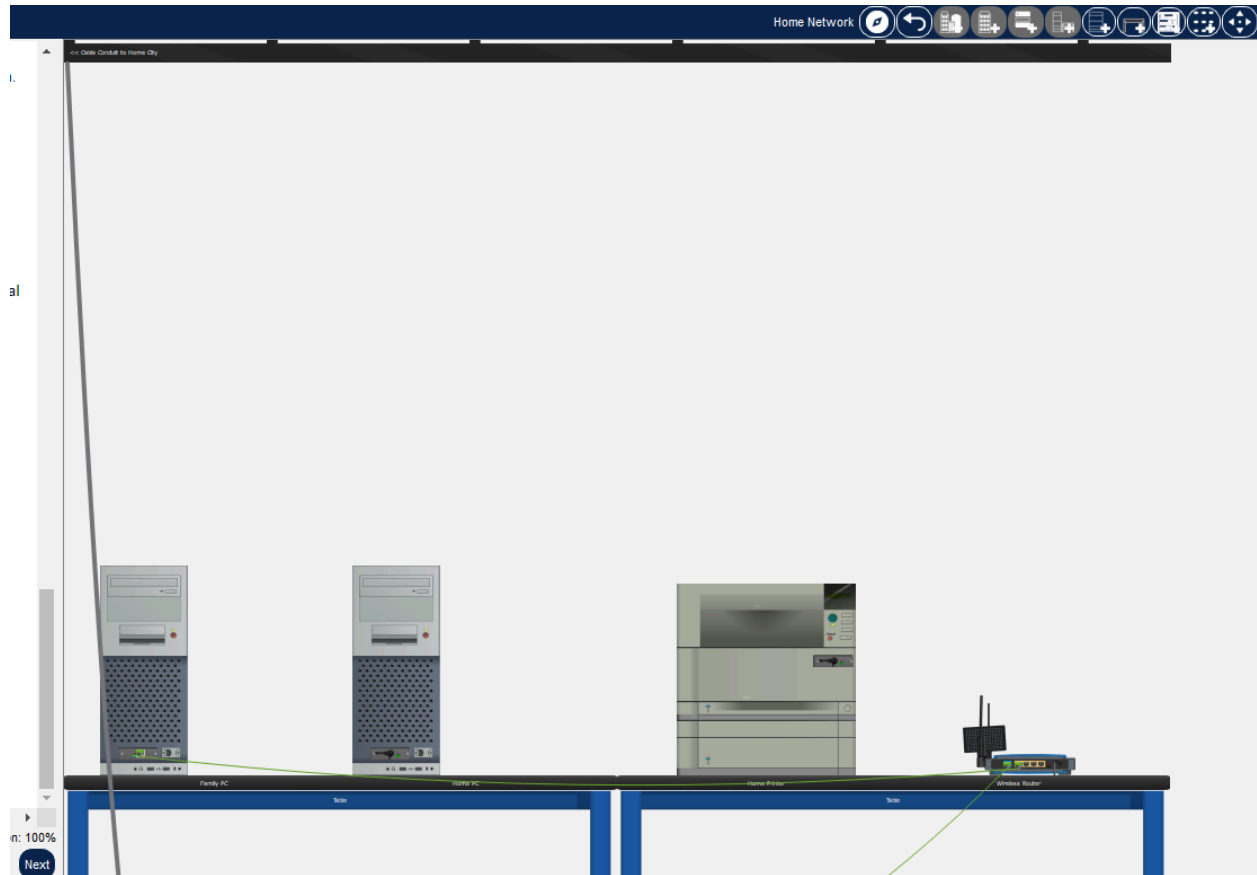 Home Network
<< Cable Conduit to Home City
al
Family PC
Home PC
Home Printer
Wireless Router
Table
Table
n: 100%
Next